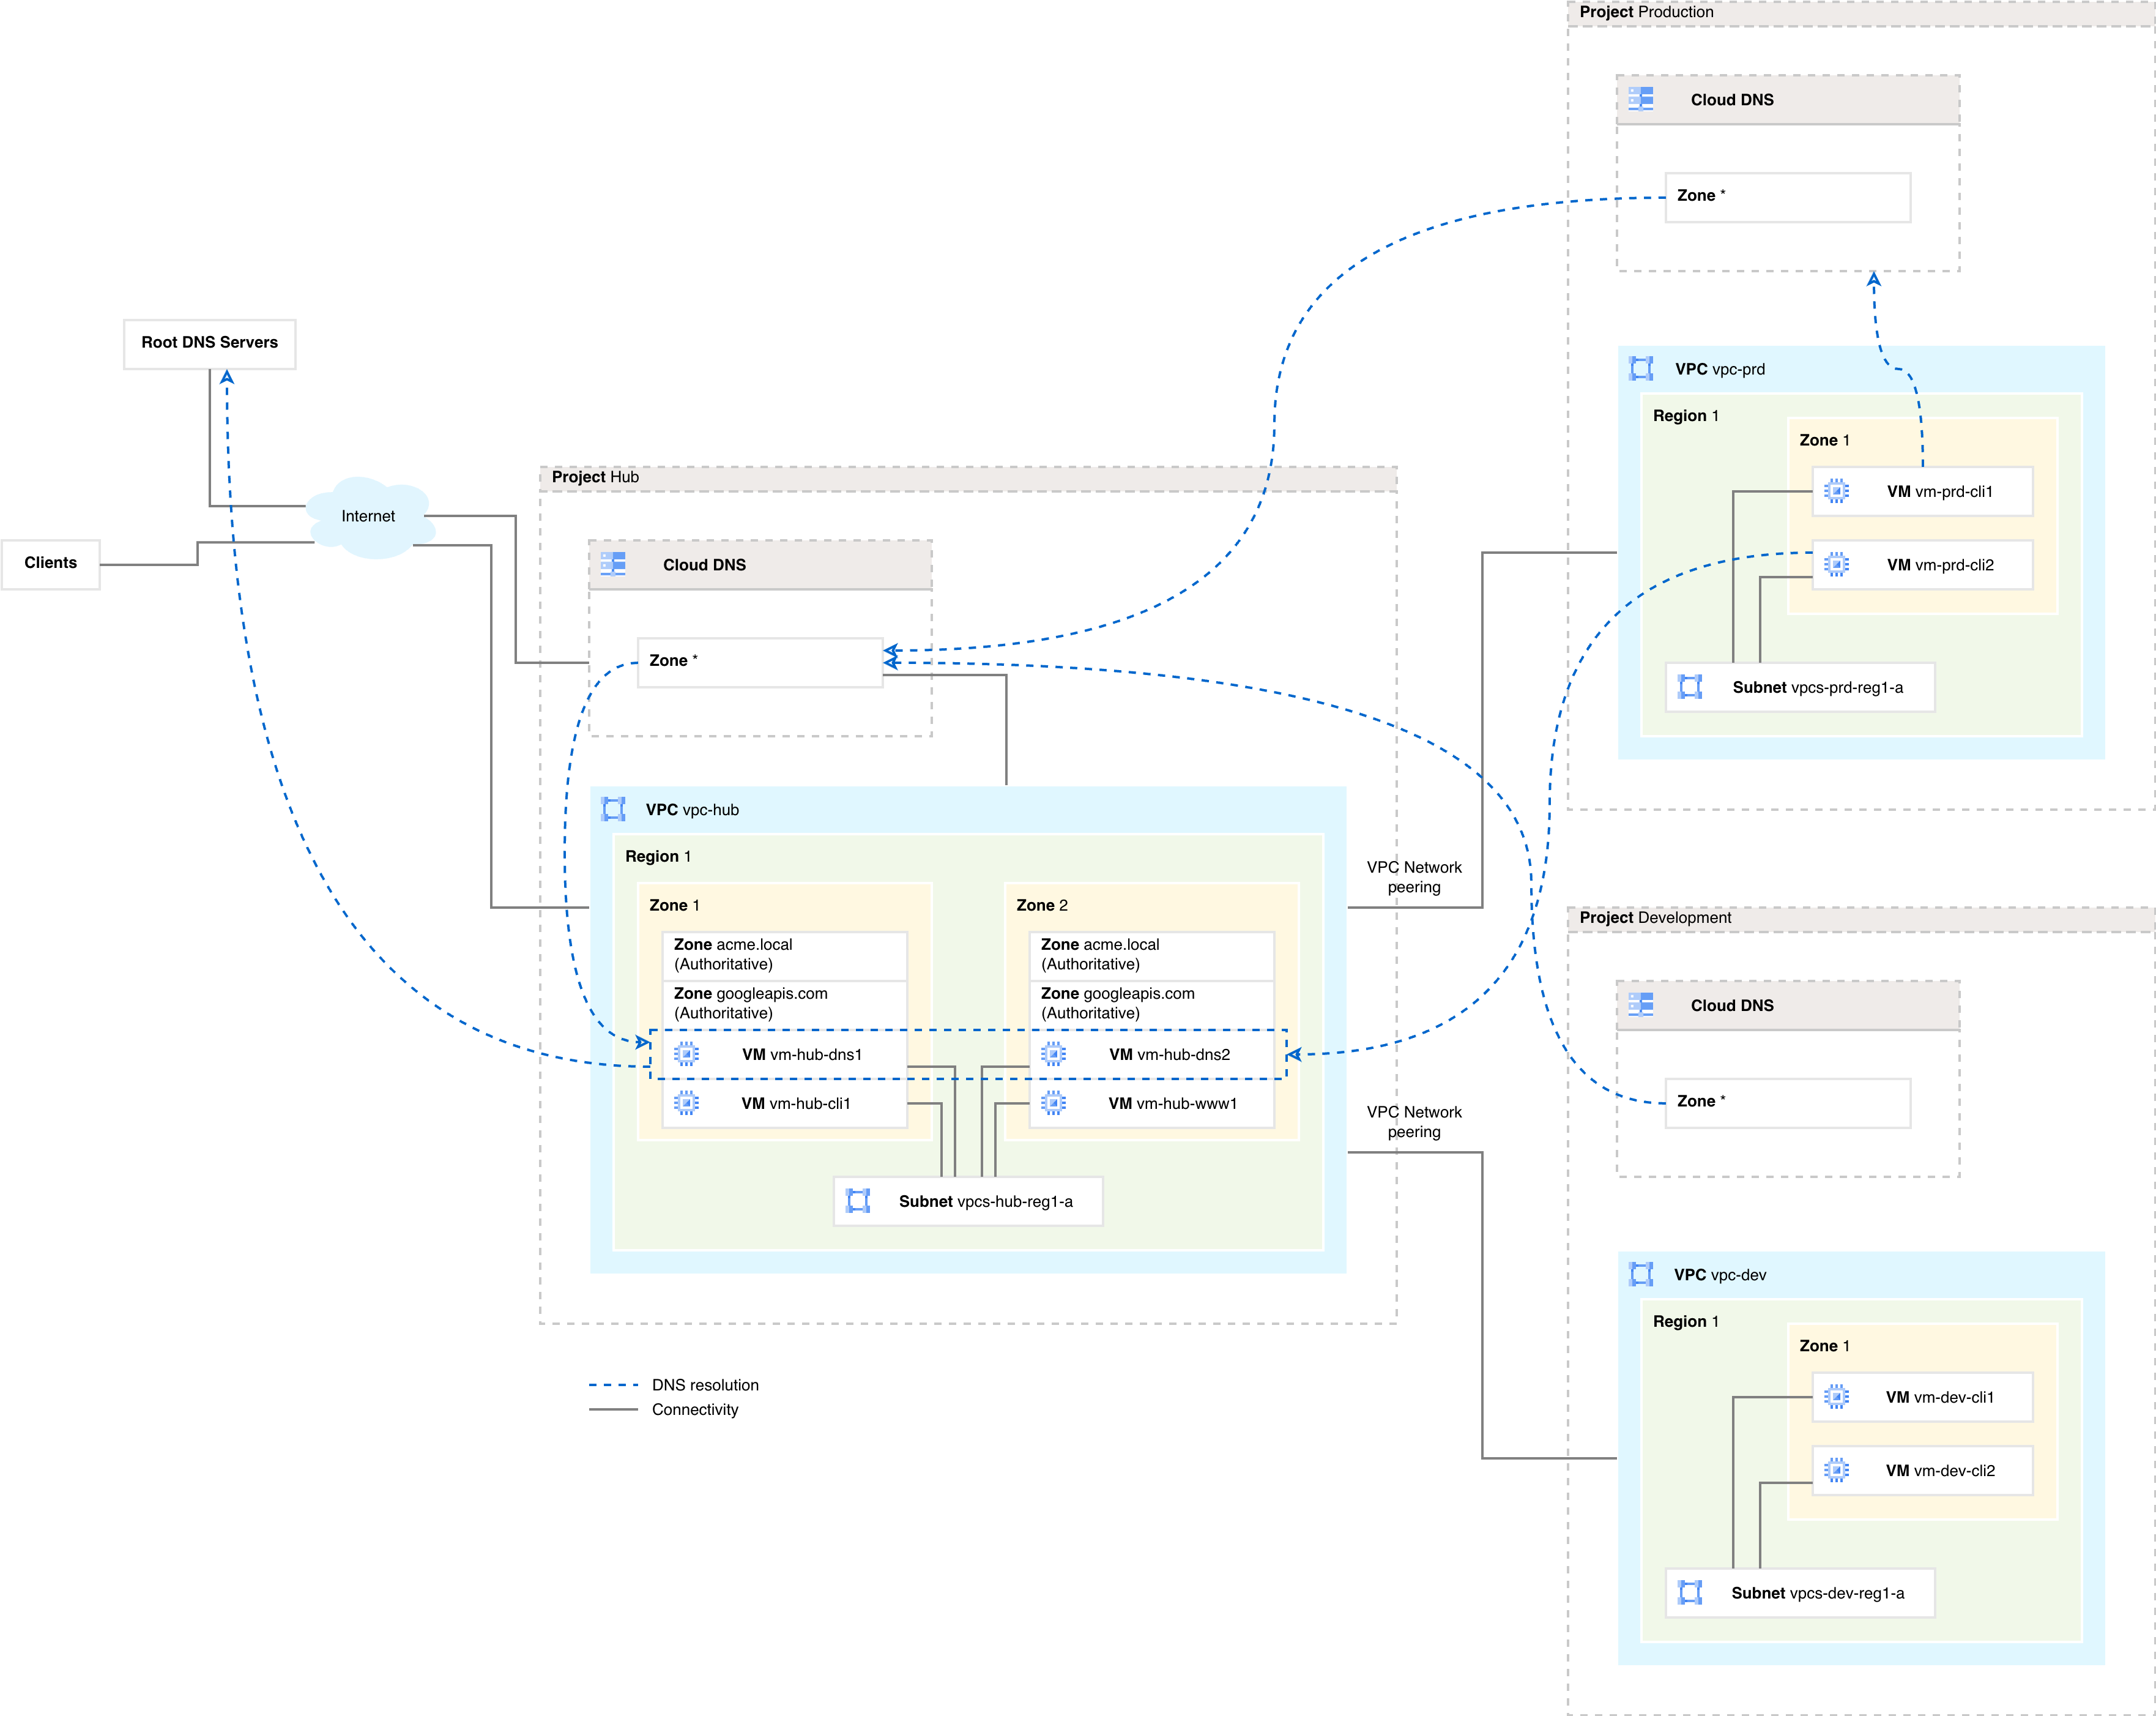 Project Production
Cloud DNS
Zone *
VPC vpc-prd
Region 1
Zone 1
VM vm-prd-cli1
VM vm-prd-cli2
Subnet vpcs-prd-reg1-a
Root DNS Servers
Internet
Clients
Project Hub
Cloud DNS
Zone *
VPC vpc-hub
Region 1
Zone 1
Zone acme.local
(Authoritative)
Zone googleapis.com
(Authoritative)
VM vm-hub-dns1
VM vm-hub-cli1
Zone 2
Zone acme.local
(Authoritative)
Zone googleapis.com
(Authoritative)
VM vm-hub-dns2
VM vm-hub-www1
Subnet vpcs-hub-reg1-a
VPC Network
peering
VPC Network
peering
Project Development
Cloud DNS
Zone *
VPC vpc-dev
Region 1
Zone 1
VM vm-dev-cli1
VM vm-dev-cli2
Subnet vpcs-dev-reg1-a
DNS resolution
Connectivity